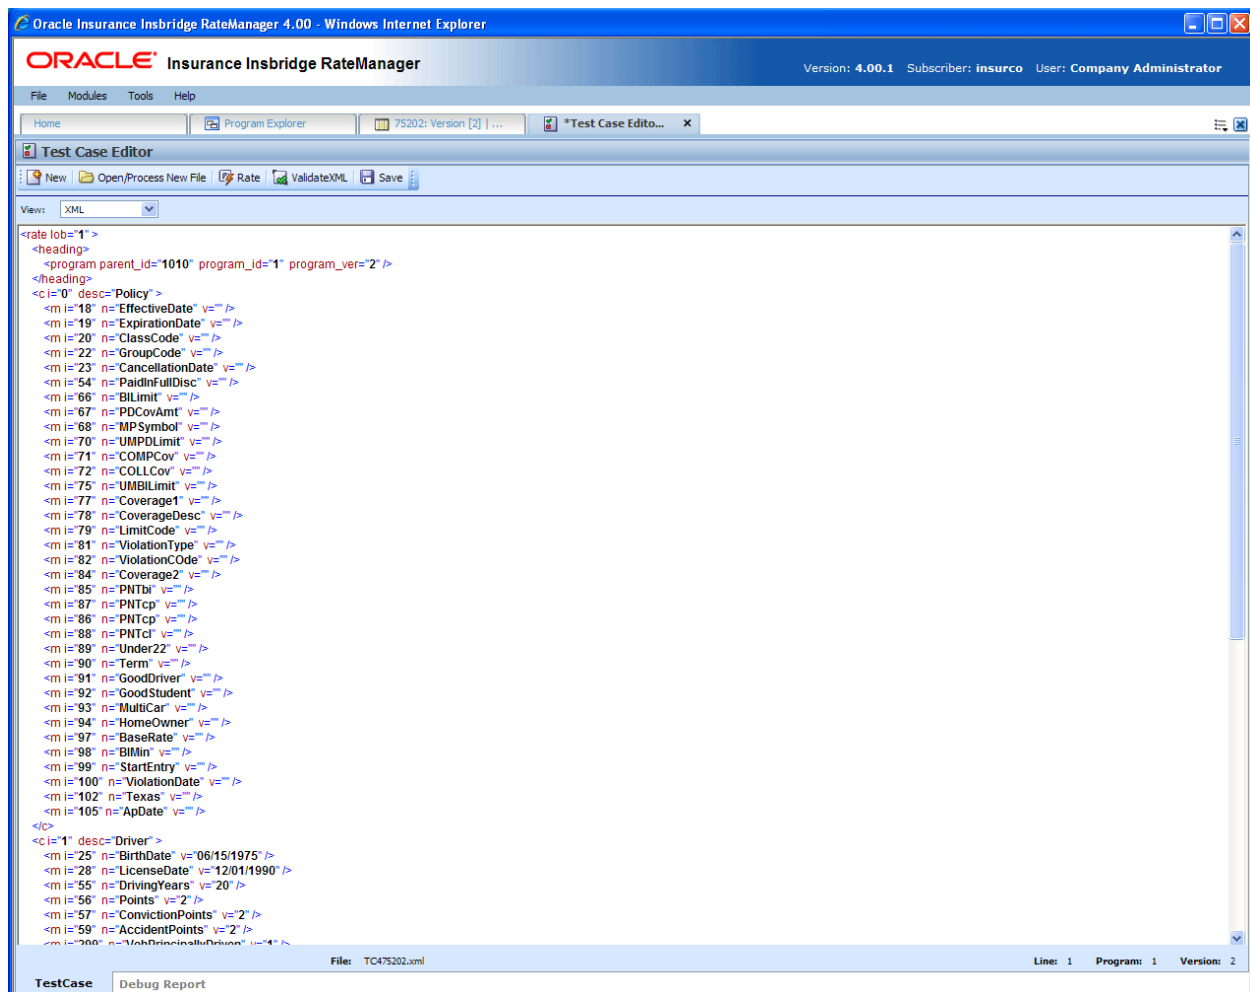 Oracle Insurance Insbridge RateManager 4.00 - Windows Internet Explorer
ORACLE Insurance Insbridge RateManager
Version: 4.00.1 Subscriber: insurco User: Company Administrator
File Modules Tools Help
Home Program Explorer 75202: Version [2] | ... *Test Case Edito... x
Test Case Editor
New Open/Process New File Rate ValidateXML Save
View: XML
<rate lob="1" >
<heading>
<program parent_id="1010" program_id="1" program_ver="2" />
</heading>
<c i="0" desc="Policy" >
<m i="18" n="EffectiveDate" v="" />
<m i="19" n="ExpirationDate" v="" />
<m i="20" n="ClassCode" v="" />
<m i="22" n="GroupCode" v="" />
<m i="23" n="CancellationDate" v="" />
<m i="54" n="PaidInFullDisc" v="" />
<m i="66" n="BILimit" v="" />
<m i="67" n="PDCovAmt" v="" />
<m i="68" n="MPSymbol" v="" />
<m i="70" n="UMPDLimit" v="" />
<m i="71" n="COMPCov" v="" />
<m i="72" n="COLLCov" v="" />
<m i="75" n="UMBILimit" v="" />
<m i="77" n="Coverage1" v="" />
<m i="78" n="CoverageDesc" v="" />
<m i="79" n="LimitCode" v="" />
<m i="81" n="ViolationType" v="" />
<m i="82" n="ViolationCOde" v="" />
<m i="84" n="Coverage2" v="" />
<m i="85" n="PNTbi" v="" />
<m i="87" n="PNTcp" v="" />
<m i="86" n="PNTcp" v="" />
<m i="88" n="PNTcl" v="" />
<m i="89" n="Under22" v="" />
<m i="90" n="Term" v="" />
<m i="91" n="GoodDriver" v="" />
<m i="92" n="GoodStudent" v="" />
<m i="93" n="MultiCar" v="" />
<m i="94" n="HomeOwner" v="" />
<m i="97" n="BaseRate" v="" />
<m i="98" n="BIMin" v="" />
<m i="99" n="StartEntry" v="" />
<m i="100" n="ViolationDate" v="" />
<m i="102" n="Texas" v="" />
<m i="105" n="ApDate" v="" />
</c>
<c i="1" desc="Driver" >
<m i="25" n="BirthDate" v="06/15/1975" />
<m i="28" n="LicenseDate" v="12/01/1990" />
<m i="55" n="DrivingYears" v="20" />
<m i="56" n="Points" v="2" />
<m i="57" n="ConvictionPoints" v="2" />
<m i="59" n="AccidentPoints" v="2" />
<m i="299" n="VehPrincipallyDriven" v="1" />
File: TC475202.xml Line: 1 Program: 1 Version: 2
TestCase Debug Report